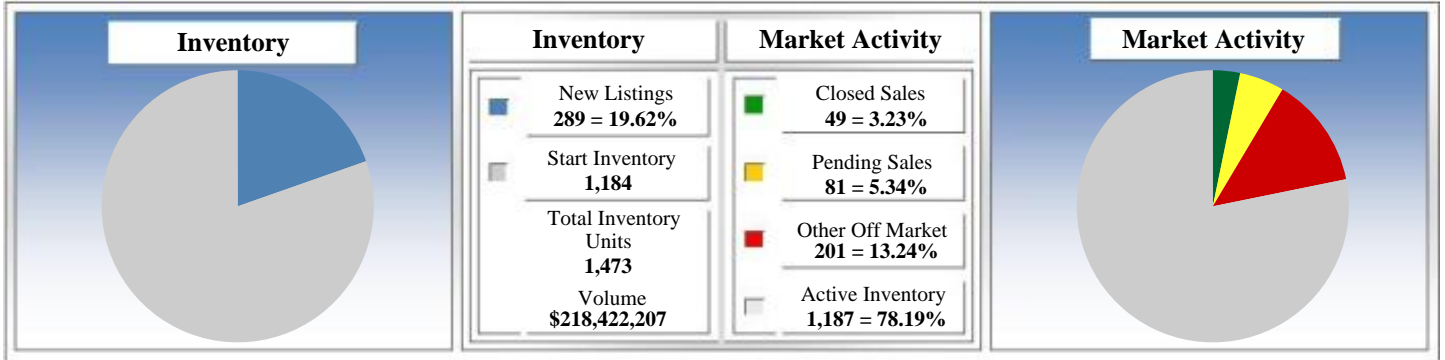 Inventory
Inventory
New Listings
289 = 19.62%
Start Inventory
1,184
Total Inventory
Units
1,473
Volume
$218,422,207
Market Activity
Closed Sales
49 = 3.23%
Pending Sales
81 = 5.34%
Other Off Market
201 = 13.24%
Active Inventory
1,187 = 78.19%
Market Activity